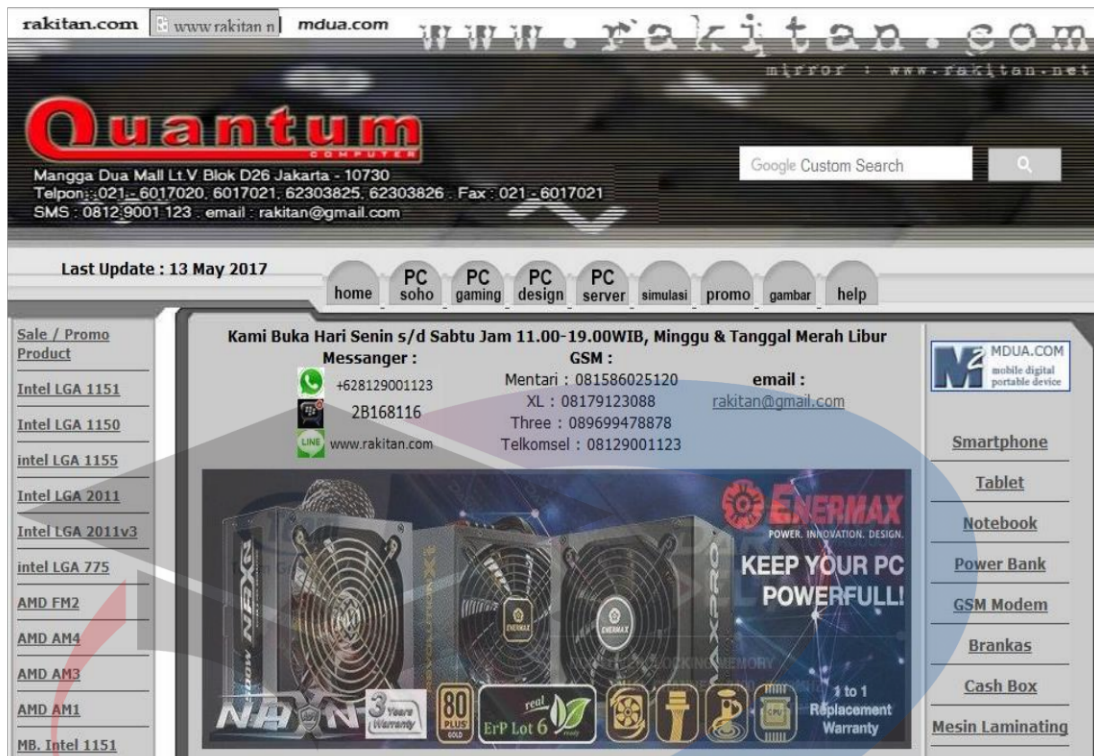 rakitan.com www rakitan n mdua.com
www.rakitan.com
mirror : www.rakitan.net
Quantum
COMPUTER
Mangga Dua Mall Lt.V Blok D26 Jakarta - 10730
Telpon : 021 - 6017020, 6017021, 62303825, 62303826 . Fax : 021 - 6017021
SMS : 0812 9001 123 . email : rakitan@gmail.com
Google Custom Search
Last Update : 13 May 2017
home PC soho PC gaming PC design PC server simulasi promo gambar help
Sale / Promo
Product
Intel LGA 1151
Intel LGA 1150
intel LGA 1155
Intel LGA 2011
Intel LGA 2011v3
intel LGA 775
AMD FM2
AMD AM4
AMD AM3
AMD AM1
MB. Intel 1151
Kami Buka Hari Senin s/d Sabtu Jam 11.00-19.00WIB, Minggu & Tanggal Merah Libur
Messanger :
+628129001123
2B168116
LINE www.rakitan.com
GSM :
Mentari : 081586025120
XL : 08179123088
Three : 089699478878
Telkomsel : 08129001123
email :
rakitan@gmail.com
ENERMAX
POWER. INNOVATION. DESIGN.
KEEP YOUR PC
POWERFULL!
NAXN
3 Years
Warranty
80
PLUS
GOLD
real
ErP Lot 6 ready
CPU
1 to 1
Replacement
Warranty
M2 MDUA.COM
mobile digital
portable device
Smartphone
Tablet
Notebook
Power Bank
GSM Modem
Brankas
Cash Box
Mesin Laminating